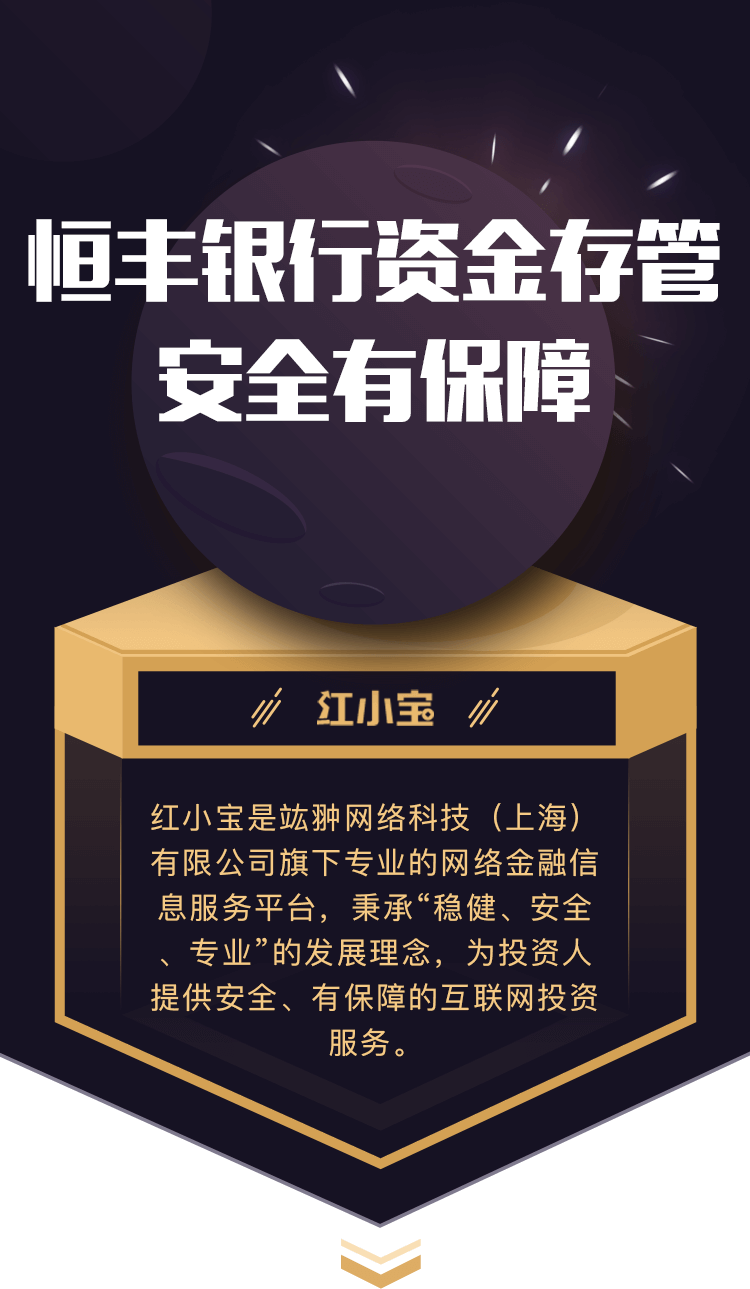 恒丰银行资金存管
安全有保障
红小宝
红小宝是竑翀网络科技（上海）
有限公司旗下专业的网络金融信
息服务平台，秉承“稳健、安全
、专业”的发展理念，为投资人
提供安全、有保障的互联网投资
服务。